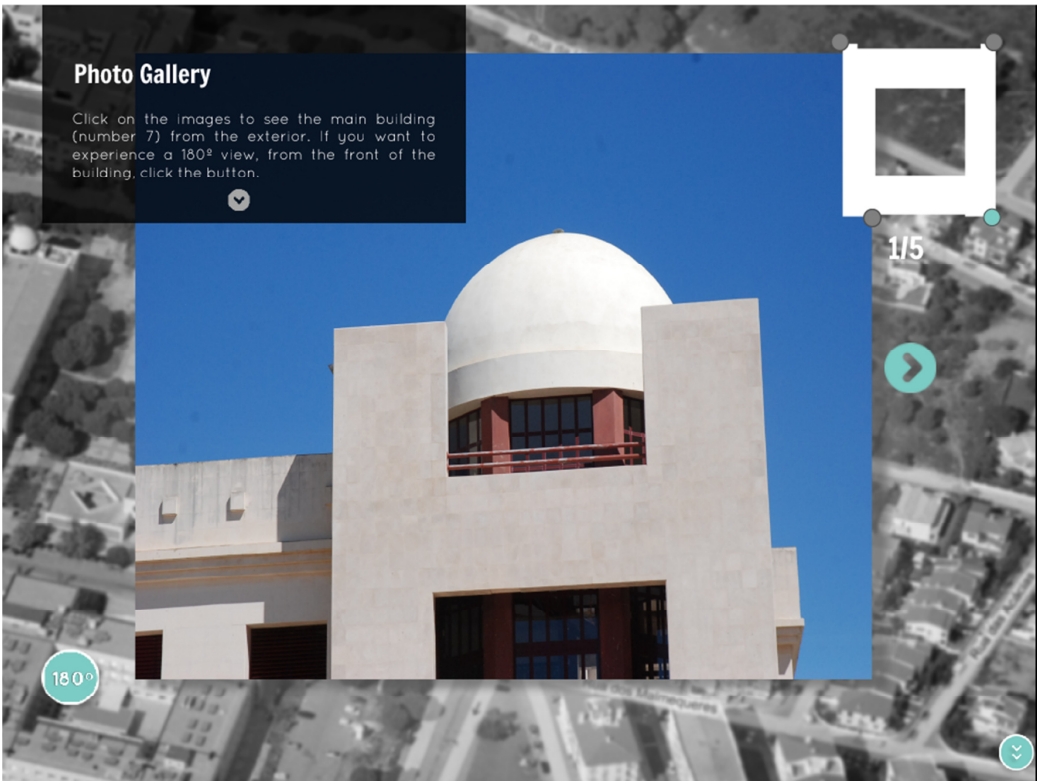 Photo Gallery
Click on the images to see the main building
(number 7) from the exterior. If you want to
experience a 180º view, from the front of the
building, click the button.
1/5
180º